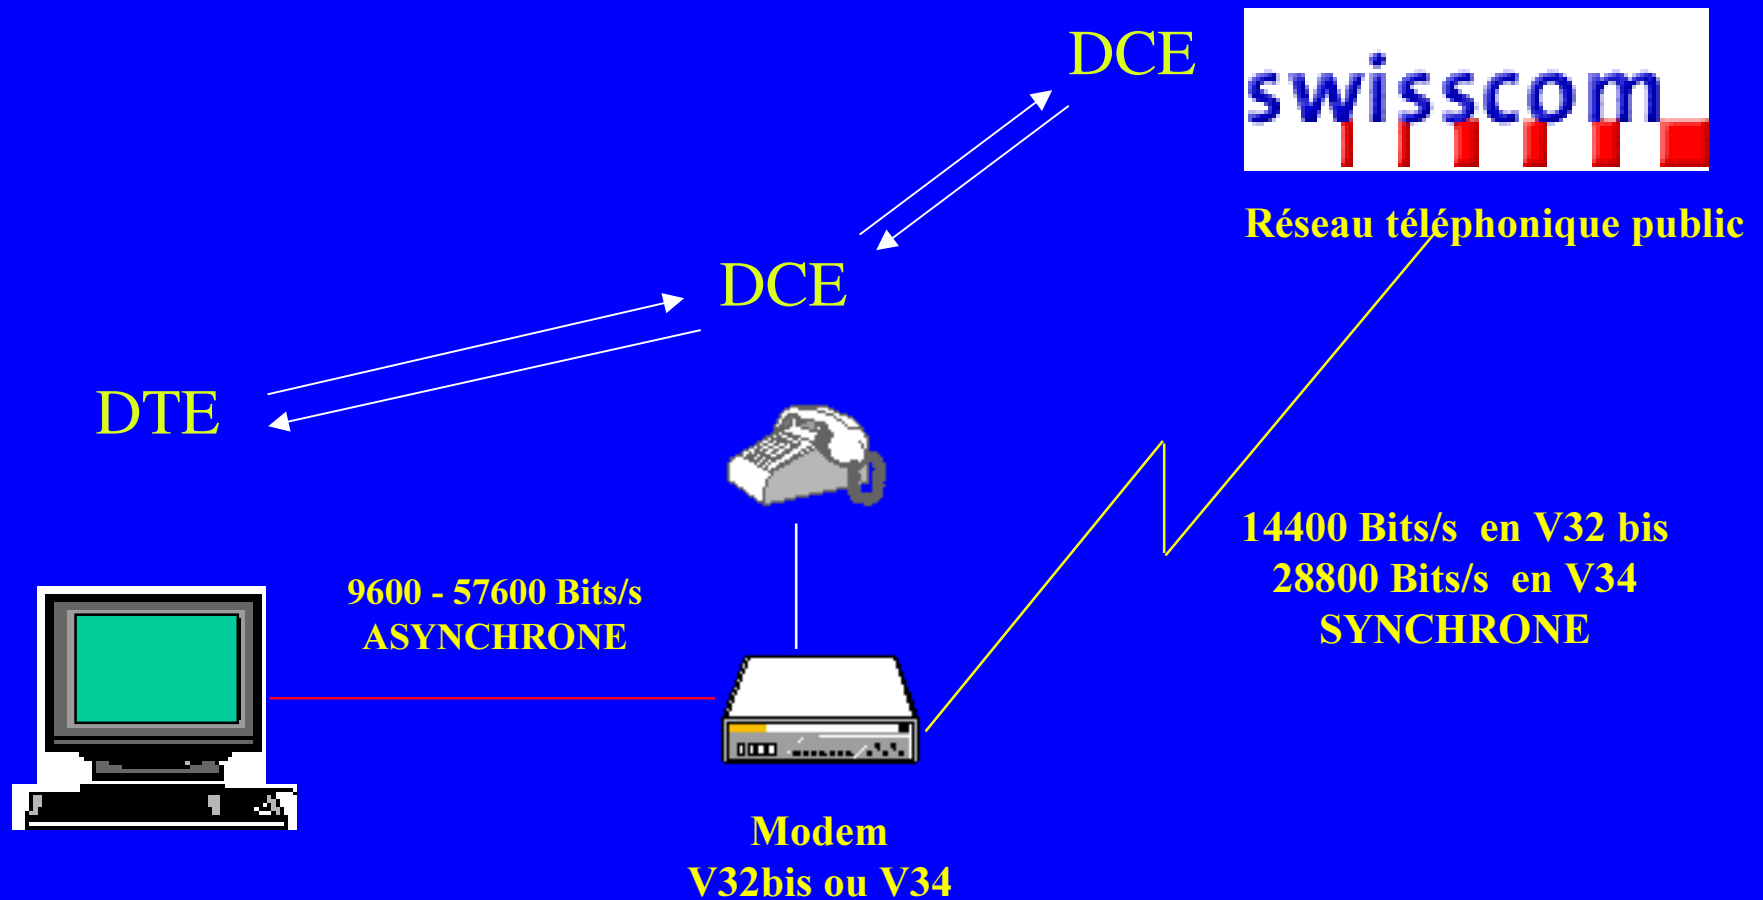 DCE
swisscom
Réseau téléphonique public
DCE
DTE
14400 Bits/s en V32 bis
28800 Bits/s en V34
SYNCHRONE
9600 - 57600 Bits/s
ASYNCHRONE
Modem
V32bis ou V34